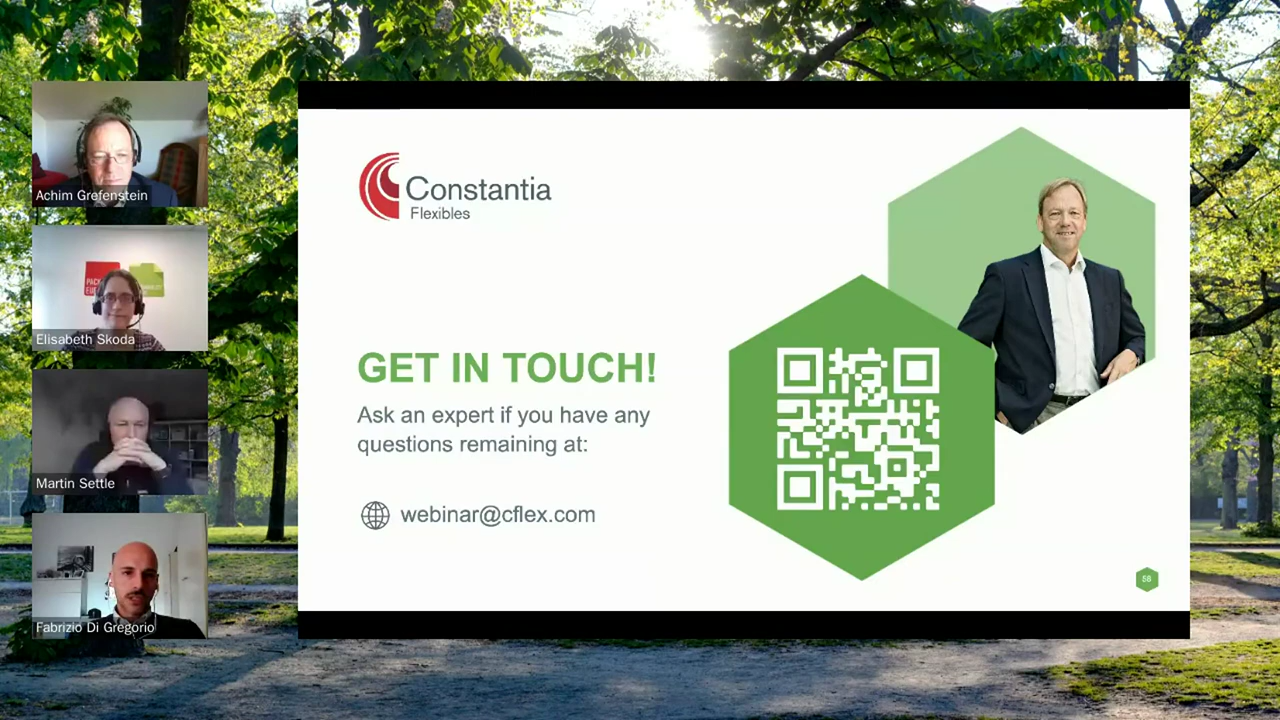 Achim Grefenstein
Elisabeth Skoda
Martin Settle
Fabrizio Di Gregorio
Constantia
Flexibles
GET IN TOUCH!
Ask an expert if you have any
questions remaining at:
webinar@cflex.com